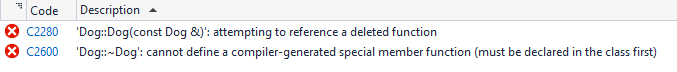 Code Description
C2280 'Dog::Dog(const Dog &)': attempting to reference a deleted function
C2600 'Dog::~Dog': cannot define a compiler-generated special member function (must be declared in the class first)